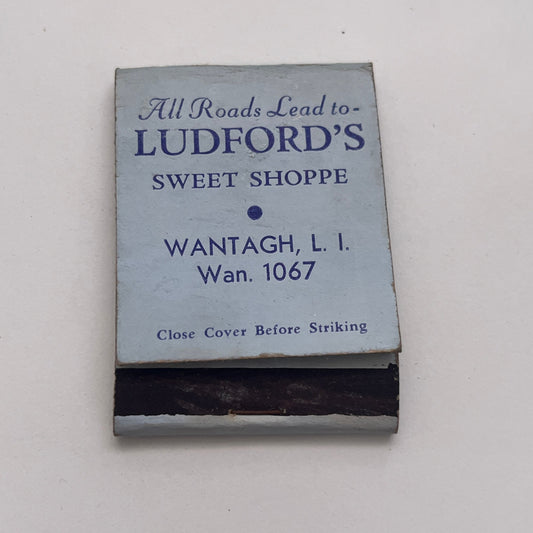 All Roads Lead to-
LUDFORD'S
SWEET SHOPPE
WANTAGH, L. I.
Wan. 1067
Close Cover Before Striking